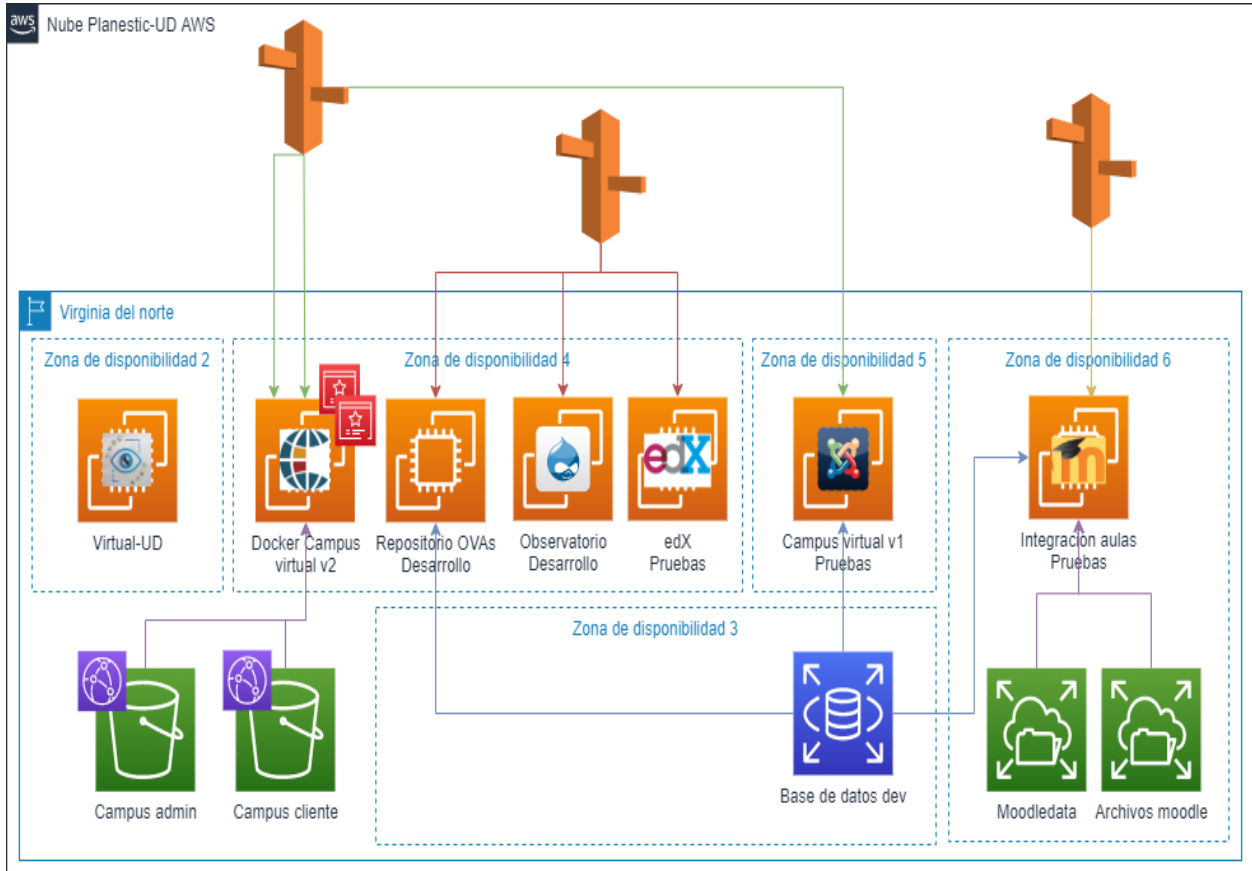 aws
Nube Planestic-UD AWS
Virginia del norte
Zona de disponibilidad 2
Zona de disponibilidad 4
Zona de disponibilidad 5
Zona de disponibilidad 6
edX
Virtual-UD
Docker Campus
virtual v2
Repositorio OVAs
Desarrollo
Observatorio
Desarrollo
edX
Pruebas
Campus virtual v1
Pruebas
Integración aulas
Pruebas
Zona de disponibilidad 3
Campus admin
Campus cliente
Base de datos dev
Moodledata
Archivos moodle